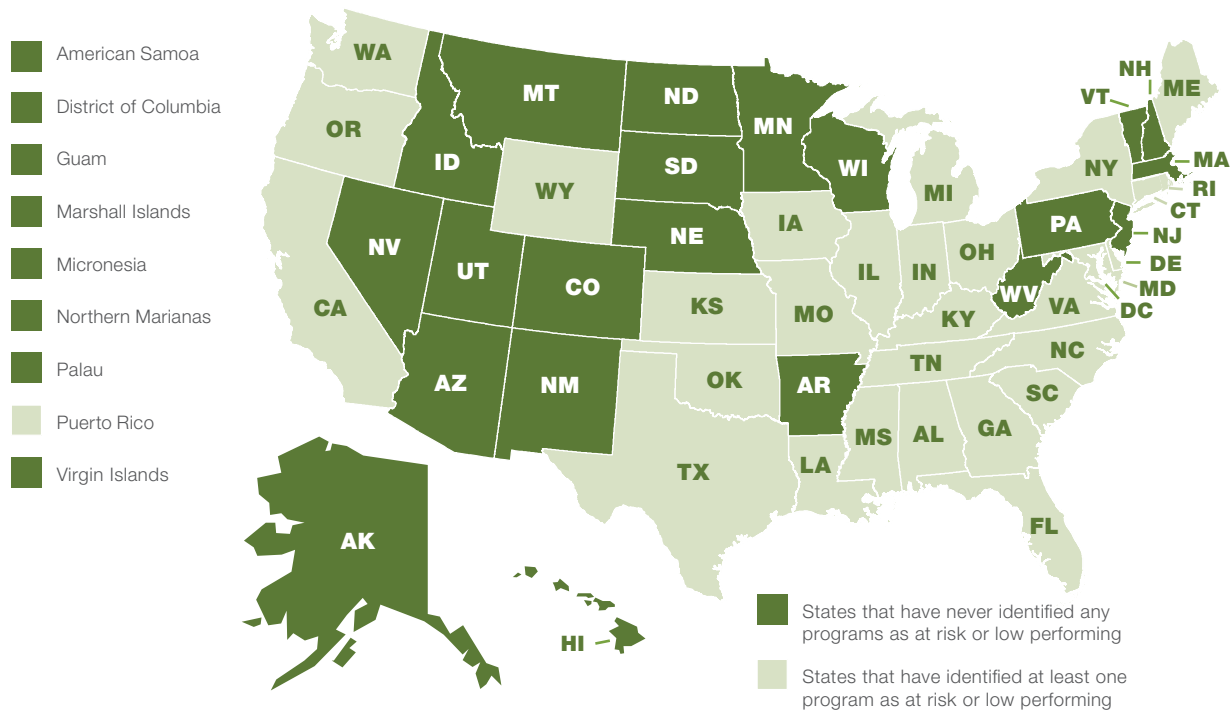 American Samoa
District of Columbia
Guam
Marshall Islands
Micronesia
Northern Marianas
Palau
Puerto Rico
Virgin Islands
WA
OR
CA
MT
ID
WY
NV
UT
CO
AZ
NM
ND
SD
NE
KS
OK
TX
MN
IA
MO
AR
LA
WI
IL
MI
IN
OH
KY
TN
MS
AL
GA
FL
SC
NC
VA
WV
PA
NY
VT
NH
ME
MA
RI
CT
NJ
DE
MD
DC
AK
HI
States that have never identified any
programs as at risk or low performing
States that have identified at least one
program as at risk or low performing